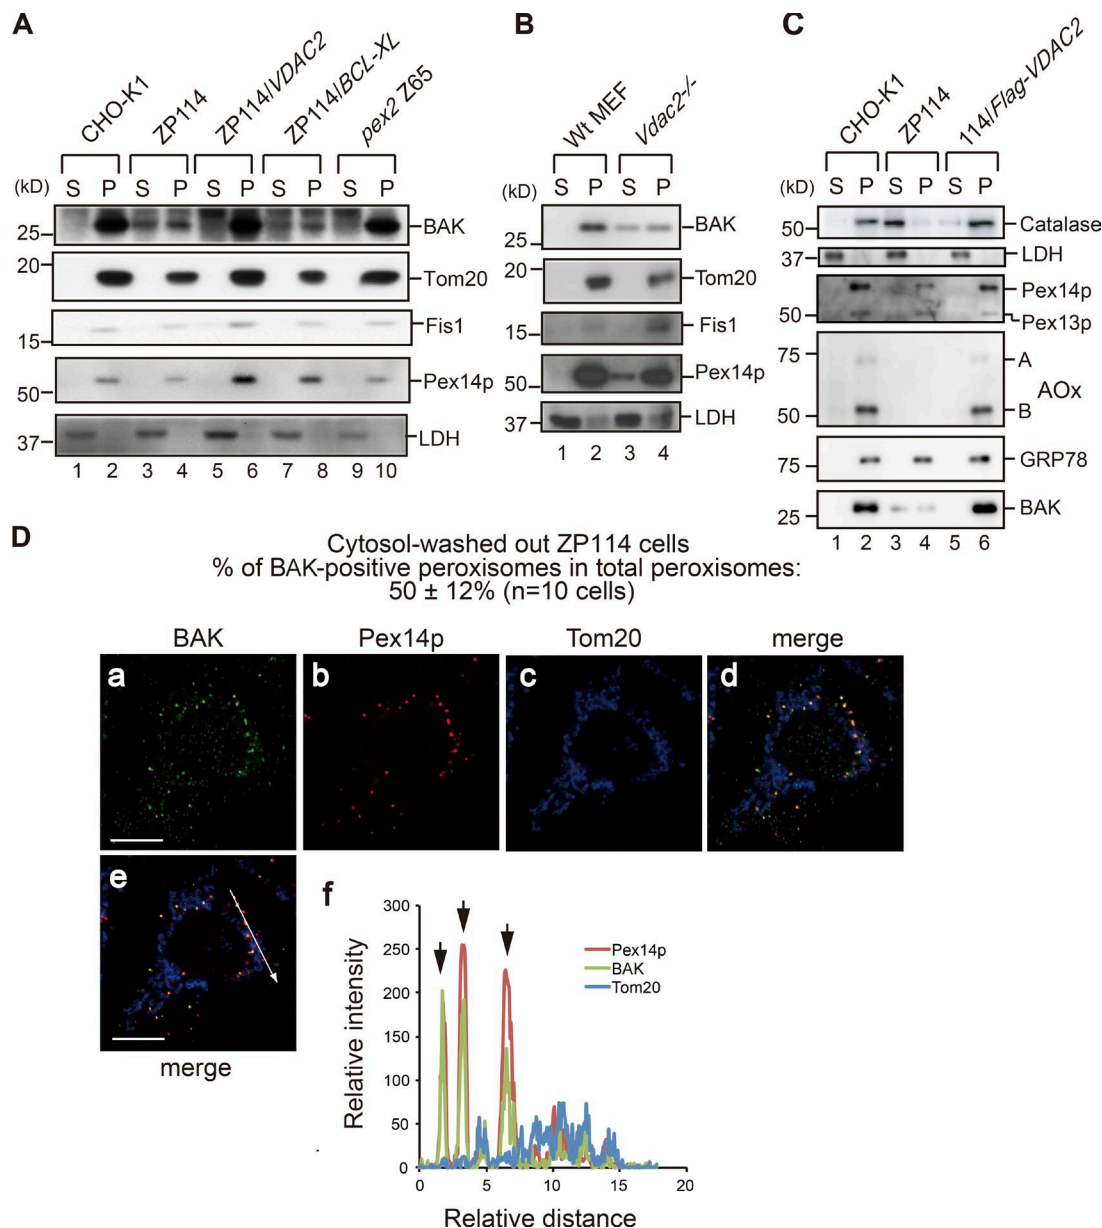 A
CHO-K1
ZP114
ZP114/VDAC2
ZP114/BCL-XL
pex2 Z65
(kD) S P S P S P S P S P
25 BAK
20 Tom20
15 Fis1
50 Pex14p
37 LDH
1 2 3 4 5 6 7 8 9 10
B
Wt MEF
Vdac2-/-
(kD) S P S P
25 BAK
20 Tom20
15 Fis1
50 Pex14p
37 LDH
1 2 3 4
C
CHO-K1
ZP114
114/Flag-VDAC2
(kD) S P S P S P
50 Catalase
37 LDH
Pex14p
50 Pex13p
75 A
AOx
50 B
75 GRP78
25 BAK
1 2 3 4 5 6
D
Cytosol-washed out ZP114 cells
% of BAK-positive peroxisomes in total peroxisomes:
50 ± 12% (n=10 cells)
BAK Pex14p Tom20 merge
a b c d
e
merge
f
300
250
200
150
100
50
0
Relative intensity
Pex14p
BAK
Tom20
0 5 10 15 20
Relative distance